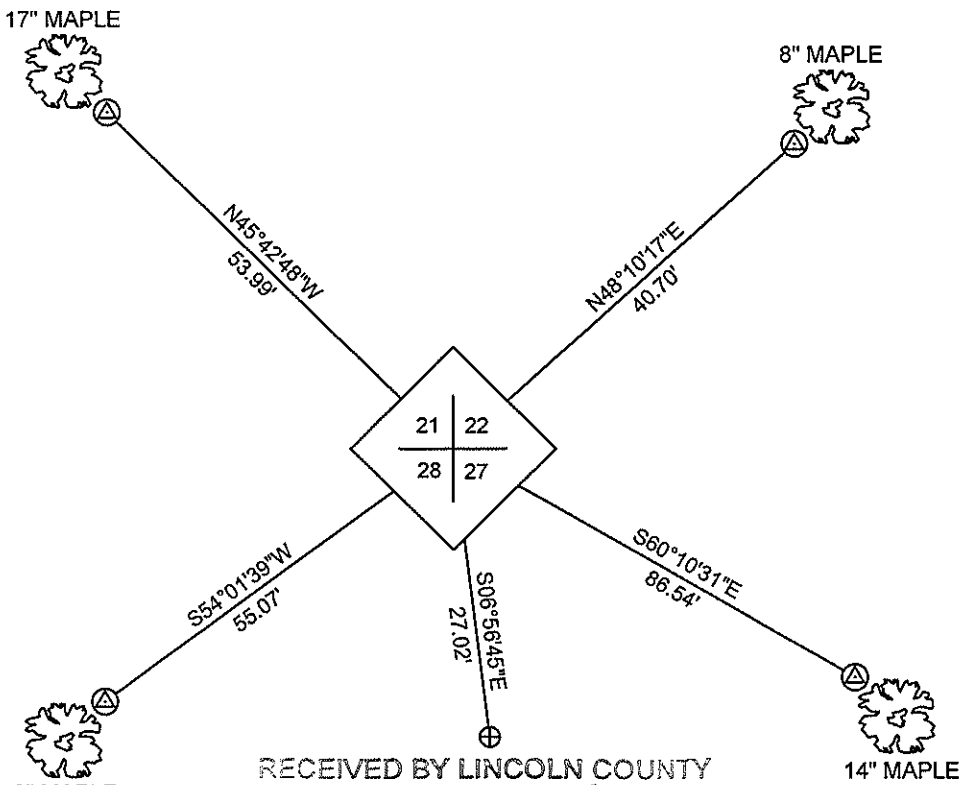 17" MAPLE
8" MAPLE
N45°42'48"W
53.99'
N48°10'17"E
40.70'
21 22
28 27
S54°01'39"W
55.07'
S06°56'45"E
27.02'
S60°10'31"E
86.54'
RECEIVED BY LINCOLN COUNTY
14" MAPLE